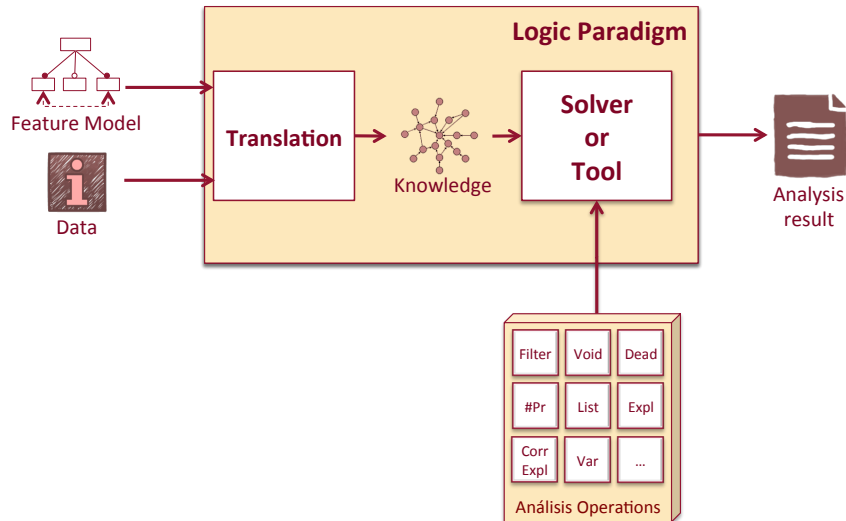 Logic Paradigm
Feature Model
Data
Translation
Knowledge
Solver
or
Tool
Analysis
result
Filter
Void
Dead
#Pr
List
Expl
Corr
Expl
Var
...
Análisis Operations